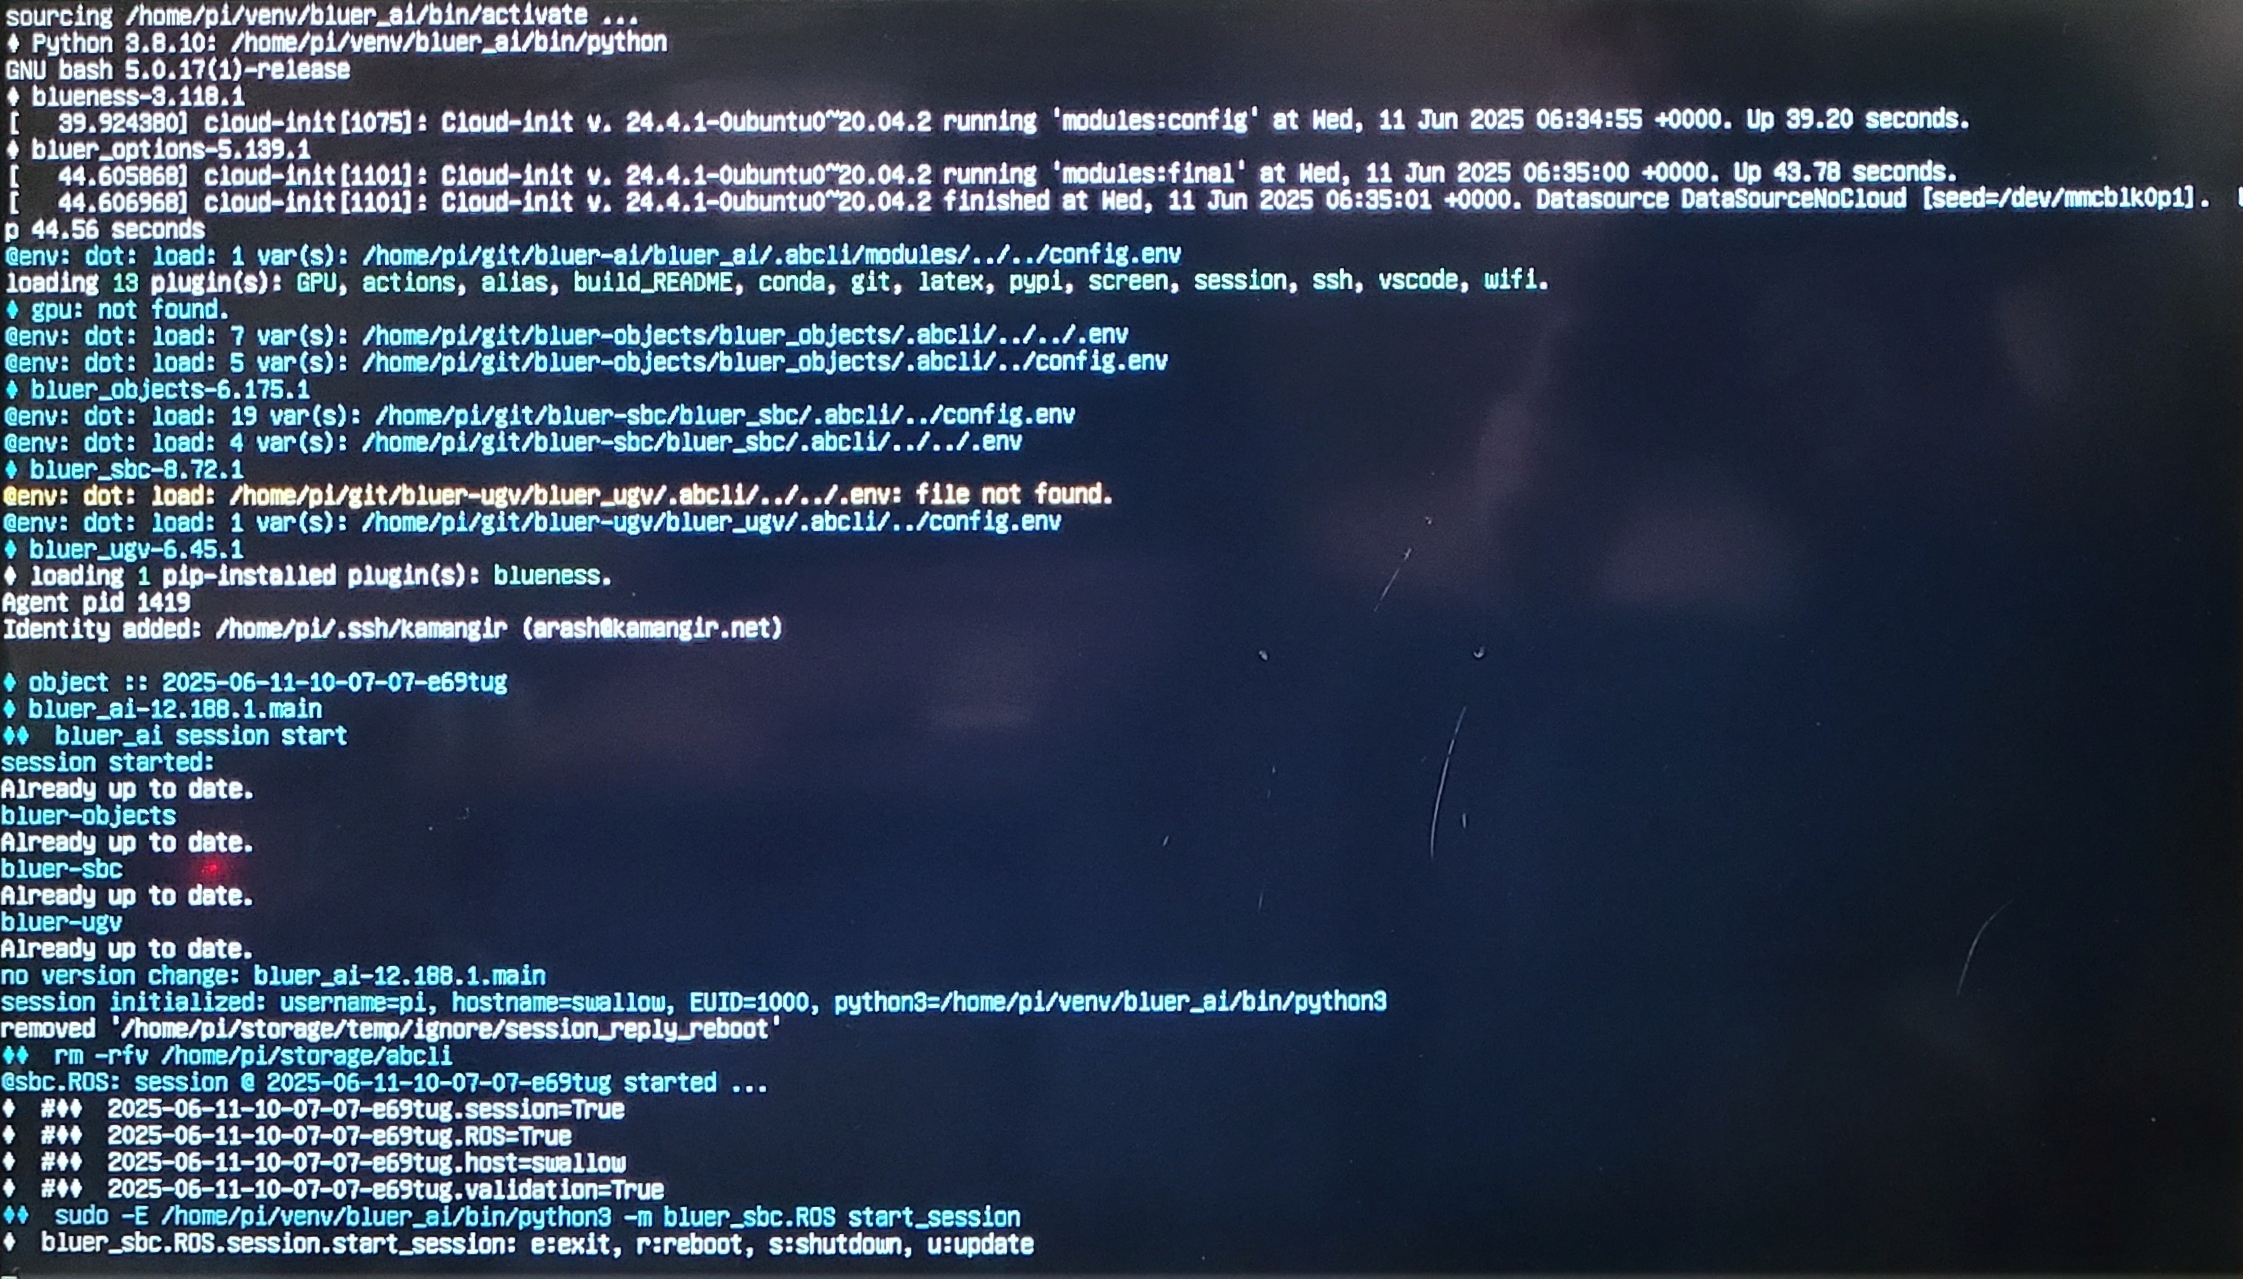 sourcing /home/pi/venv/bluer_ai/bin/activate ...
♦ Python 3.8.10: /home/pi/venv/bluer_ai/bin/python
GNU bash 5.0.17(1)-release
♦ blueness-3.118.1
[   39.924380] cloud-init[1075]: Cloud-init v. 24.4.1-0ubuntu0~20.04.2 running 'modules:config' at Wed, 11 Jun 2025 06:34:55 +0000. Up 39.20 seconds.
♦ bluer_options-5.139.1
[   44.605868] cloud-init[1101]: Cloud-init v. 24.4.1-0ubuntu0~20.04.2 running 'modules:final' at Wed, 11 Jun 2025 06:35:00 +0000. Up 43.78 seconds.
[   44.606968] cloud-init[1101]: Cloud-init v. 24.4.1-0ubuntu0~20.04.2 finished at Wed, 11 Jun 2025 06:35:01 +0000. Datasource DataSourceNoCloud [seed=/dev/mmcblk0p1].
p 44.56 seconds
@env: dot: load: 1 var(s): /home/pi/git/bluer-ai/bluer_ai/.abcli/modules/../../config.env
loading 13 plugin(s): GPU, actions, alias, build_README, conda, git, latex, pypi, screen, session, ssh, vscode, wifi.
♦ gpu: not found.
@env: dot: load: 7 var(s): /home/pi/git/bluer-objects/bluer_objects/.abcli/../../.env
@env: dot: load: 5 var(s): /home/pi/git/bluer-objects/bluer_objects/.abcli/../config.env
♦ bluer_objects-6.175.1
@env: dot: load: 19 var(s): /home/pi/git/bluer-sbc/bluer_sbc/.abcli/../config.env
@env: dot: load: 4 var(s): /home/pi/git/bluer-sbc/bluer_sbc/.abcli/../../.env
♦ bluer_sbc-8.72.1
@env: dot: load: /home/pi/git/bluer-ugv/bluer_ugv/.abcli/../../.env: file not found.
@env: dot: load: 1 var(s): /home/pi/git/bluer-ugv/bluer_ugv/.abcli/../config.env
♦ bluer_ugv-6.45.1
♦ loading 1 pip-installed plugin(s): blueness.
Agent pid 1419
Identity added: /home/pi/.ssh/kamangir (arash@kamangir.net)
♦ object :: 2025-06-11-10-07-07-e69tug
♦ bluer_ai-12.188.1.main
♦♦  bluer_ai session start
session started:
Already up to date.
bluer-objects
Already up to date.
bluer-sbc
Already up to date.
bluer-ugv
Already up to date.
no version change: bluer_ai-12.188.1.main
session initialized: username=pi, hostname=swallow, EUID=1000, python3=/home/pi/venv/bluer_ai/bin/python3
removed '/home/pi/storage/temp/ignore/session_reply_reboot'
♦♦  rm -rfv /home/pi/storage/abcli
@sbc.ROS: session @ 2025-06-11-10-07-07-e69tug started ...
♦  #♦♦  2025-06-11-10-07-07-e69tug.session=True
♦  #♦♦  2025-06-11-10-07-07-e69tug.ROS=True
♦  #♦♦  2025-06-11-10-07-07-e69tug.host=swallow
♦  #♦♦  2025-06-11-10-07-07-e69tug.validation=True
♦♦  sudo -E /home/pi/venv/bluer_ai/bin/python3 -m bluer_sbc.ROS start_session
♦  bluer_sbc.ROS.session.start_session: e:exit, r:reboot, s:shutdown, u:update